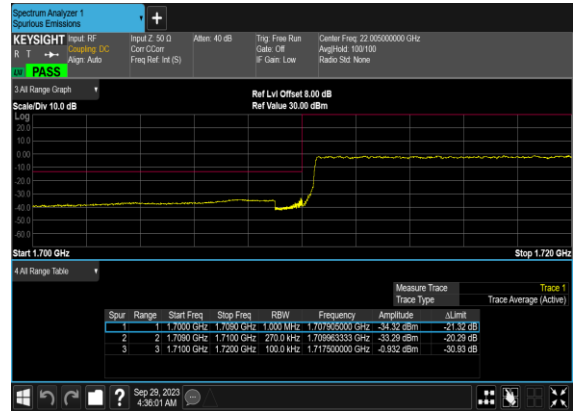 Spectrum Analyzer 1
Spurious Emissions
KEYSIGHT Input: RF Input Z: 50 Ω Atten: 40 dB Trig: Free Run Center Freq: 22.005000000 GHz
R T Coupling: DC Corr CCorr Gate: Off Avg|Hold: 100/100
Align: Auto Freq Ref: Int (S) IF Gain: Low Radio Std: None
LW PASS
3 All Range Graph
Ref Lvl Offset 8.00 dB
Scale/Div 10.0 dB Ref Value 30.00 dBm
Log
20.0
10.0
0.00
-10.0
-20.0
-30.0
-40.0
-50.0
-60.0
Start 1.700 GHz Stop 1.720 GHz
4 All Range Table
Measure Trace Trace 1
Trace Type Trace Average (Active)
Spur Range Start Freq Stop Freq RBW Frequency Amplitude ΔLimit
1 1 1.7000 GHz 1.7090 GHz 1.000 MHz 1.707905000 GHz -34.32 dBm -21.32 dB
2 2 1.7090 GHz 1.7100 GHz 270.0 kHz 1.709963333 GHz -33.29 dBm -20.29 dB
3 3 1.7100 GHz 1.7200 GHz 100.0 kHz 1.717500000 GHz -0.932 dBm -30.93 dB
? Sep 29, 2023
4:36:01 AM